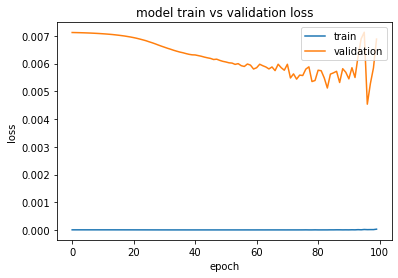 model train vs validation loss
0.007
0.006
0.005
0.004
0.003
0.002
0.001
0.000
loss
train
validation
0
20
40
60
80
100
epoch